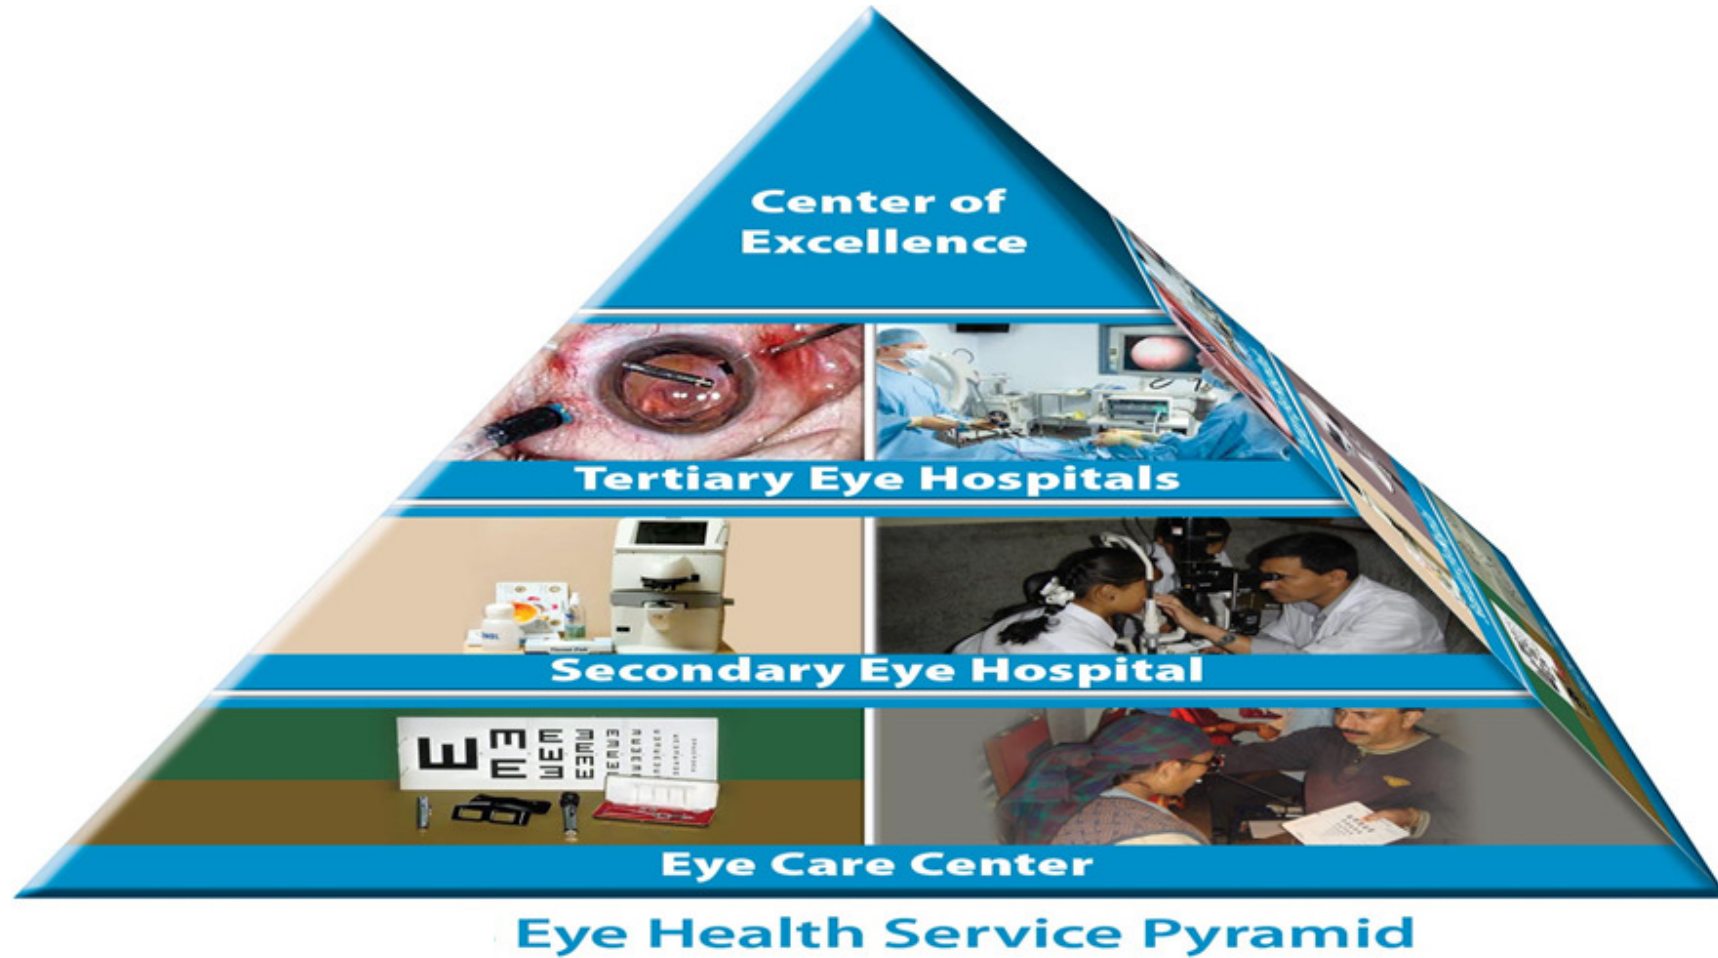 Center of
Excellence
Tertiary Eye Hospitals
Secondary Eye Hospital
Eye Care Center
Eye Health Service Pyramid